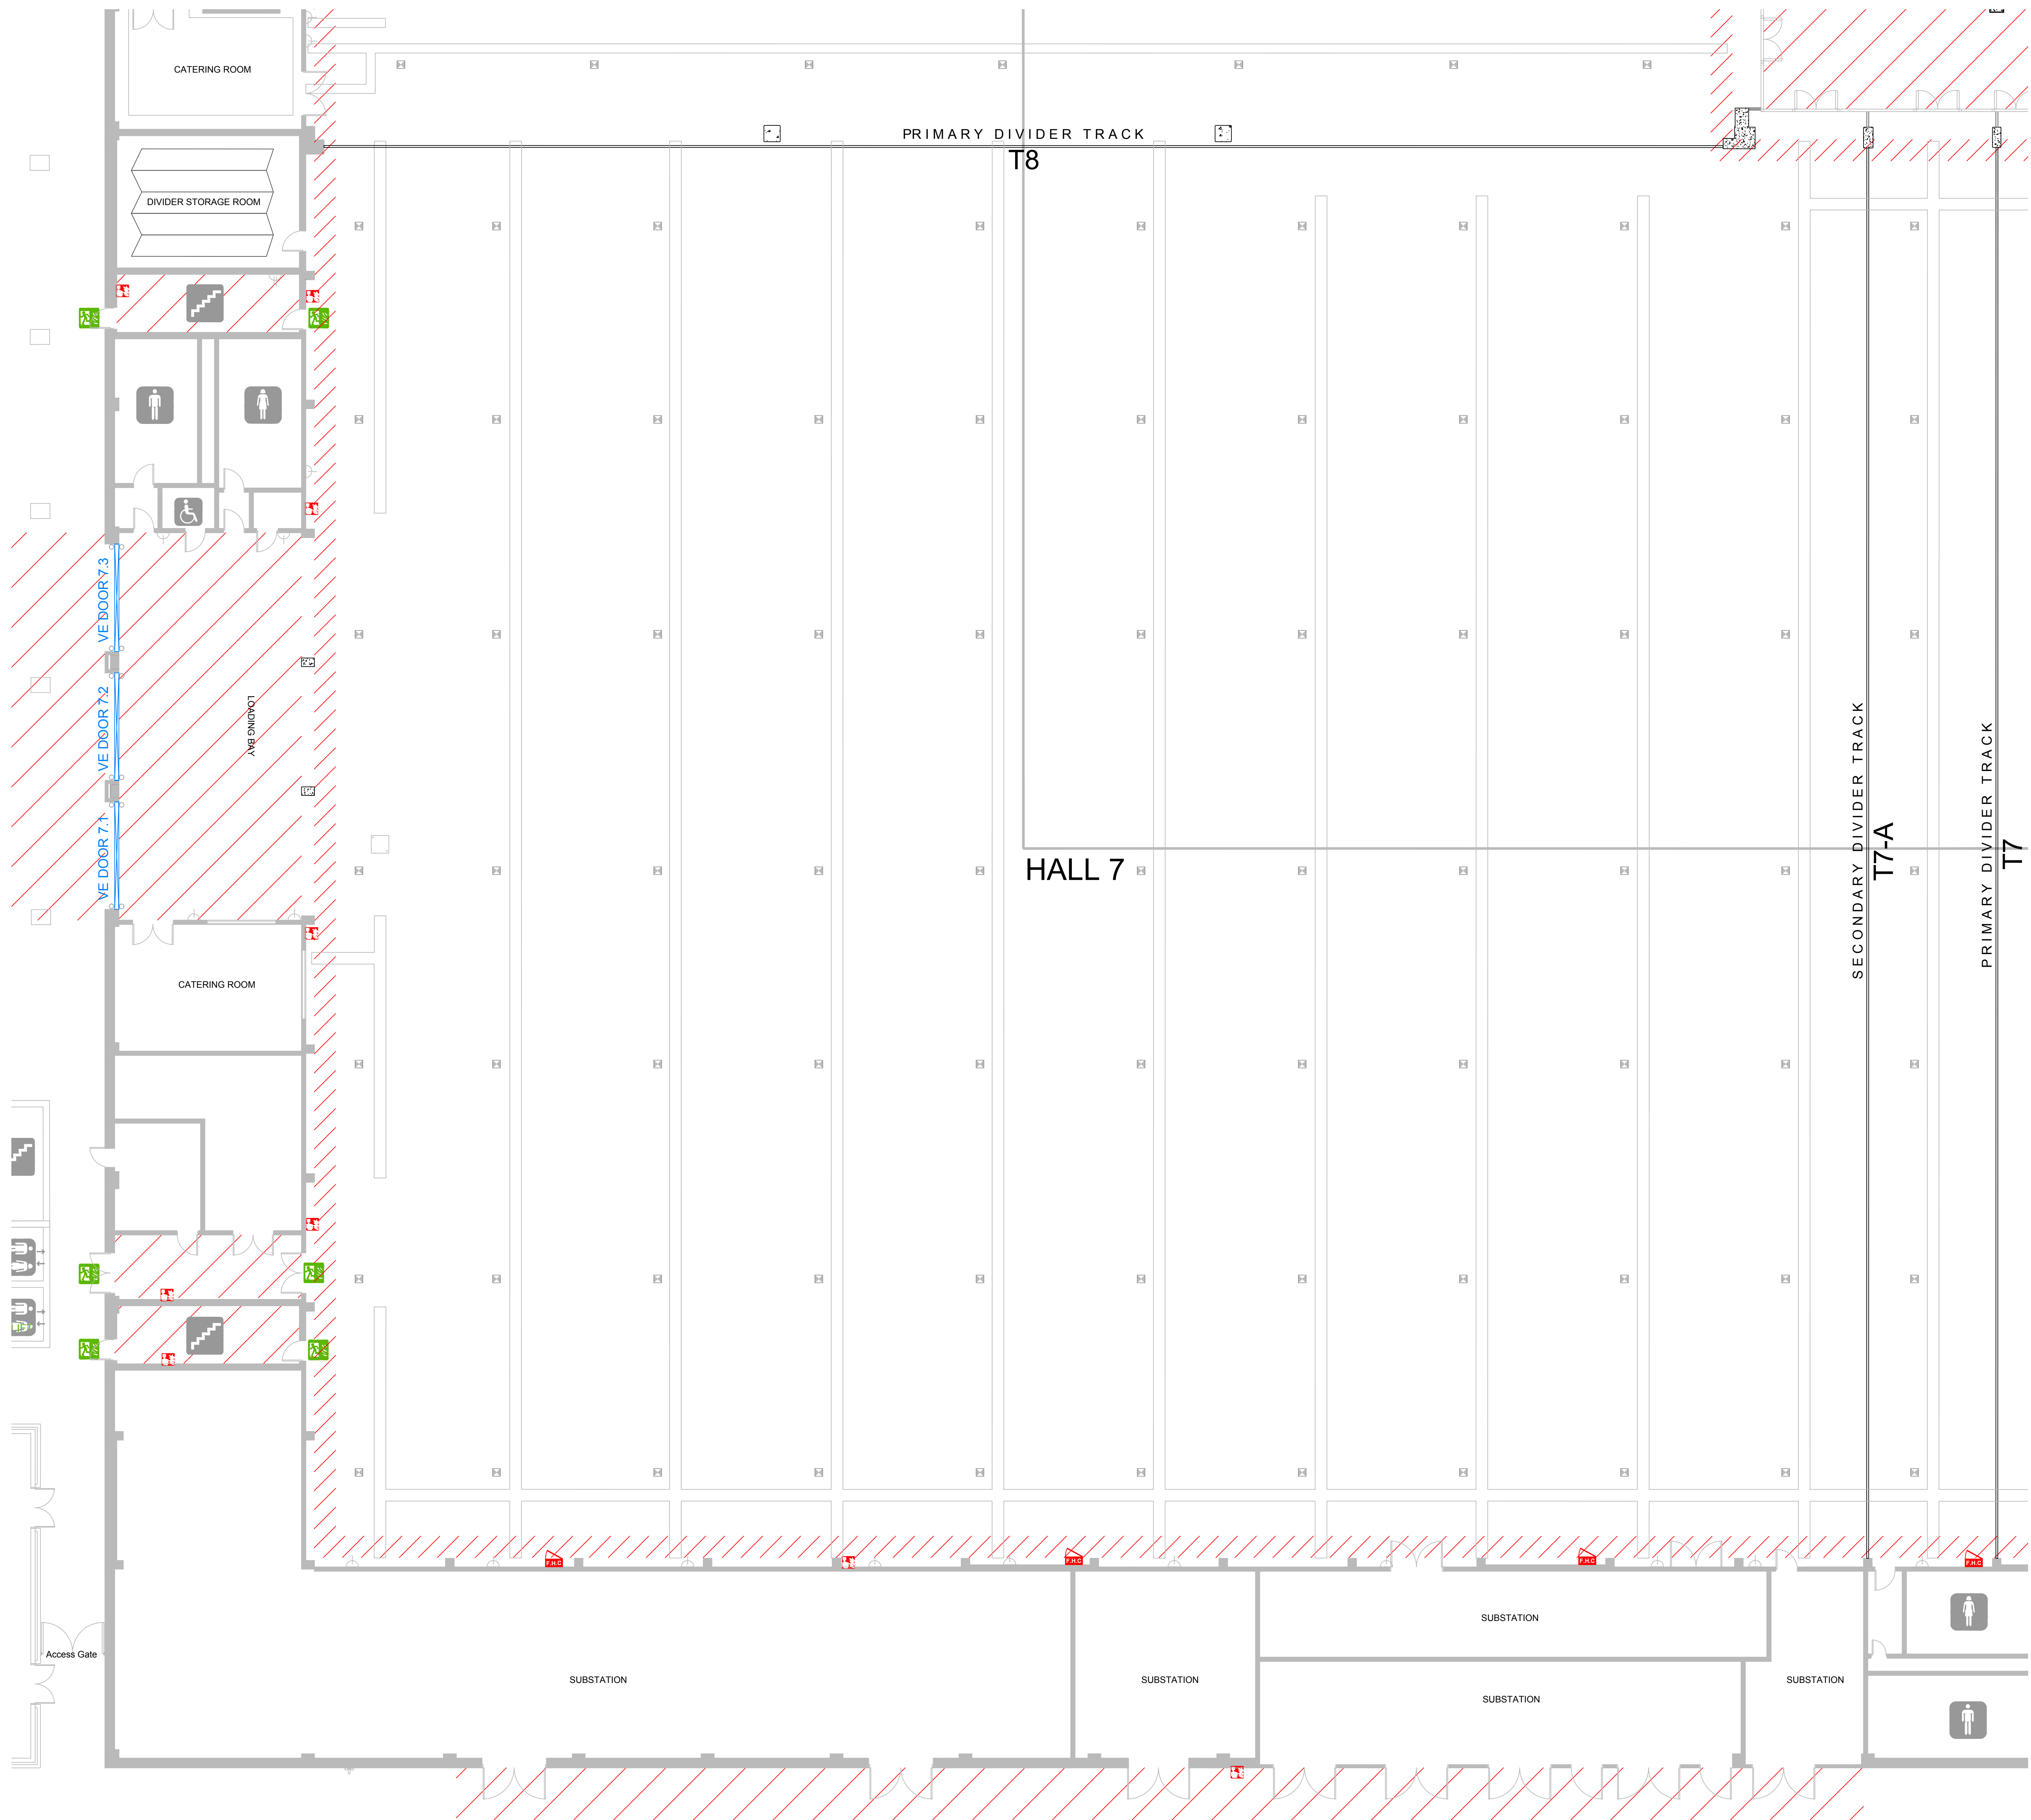 CATERING ROOM
PRIMARY DIVIDER TRACK
T8
DIVIDER STORAGE ROOM
VE DOOR 7.3
VE DOOR 7.2
VE DOOR 7.1
LOADING BAY
HALL 7
SECONDARY DIVIDER TRACK
T7-A
PRIMARY DIVIDER TRACK
T7
CATERING ROOM
F.H.C
F.H.C
F.H.C
F.H.C
SUBSTATION
Access Gate
SUBSTATION
SUBSTATION
SUBSTATION
SUBSTATION